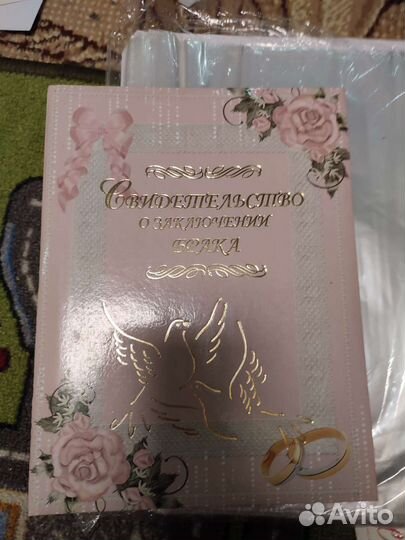 Свидетельство
о заключении
брака
Avito